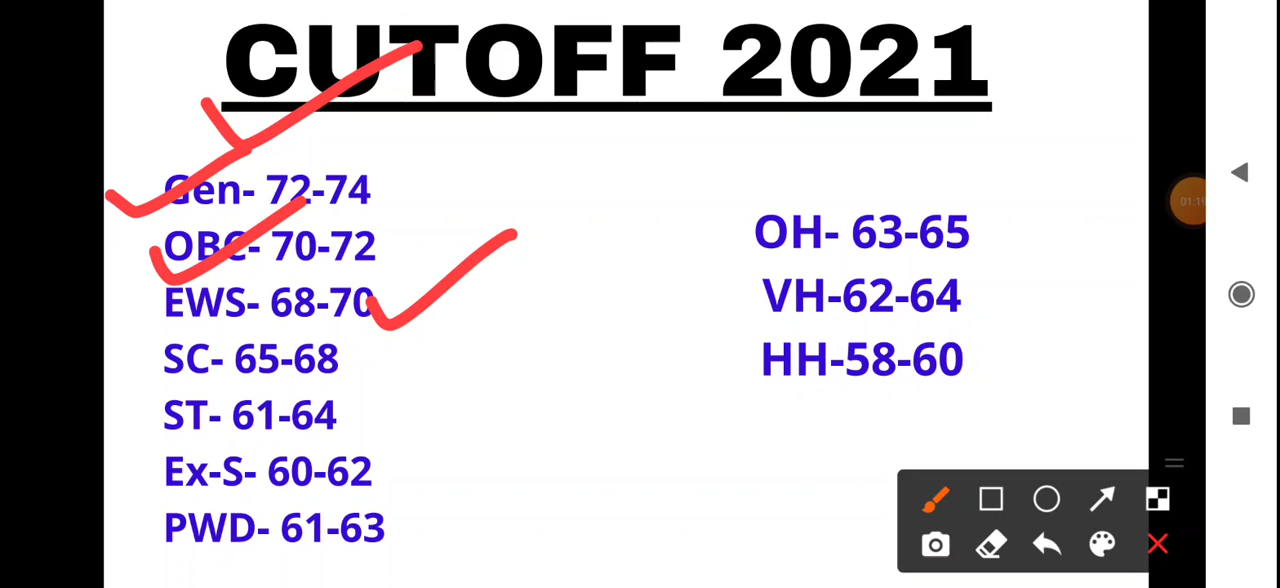 CUTOFF 2021
Gen- 72-74
OBC- 70-72
EWS- 68-70
SC- 65-68
ST- 61-64
Ex-S- 60-62
PWD- 61-63
OH- 63-65
VH-62-64
HH-58-60